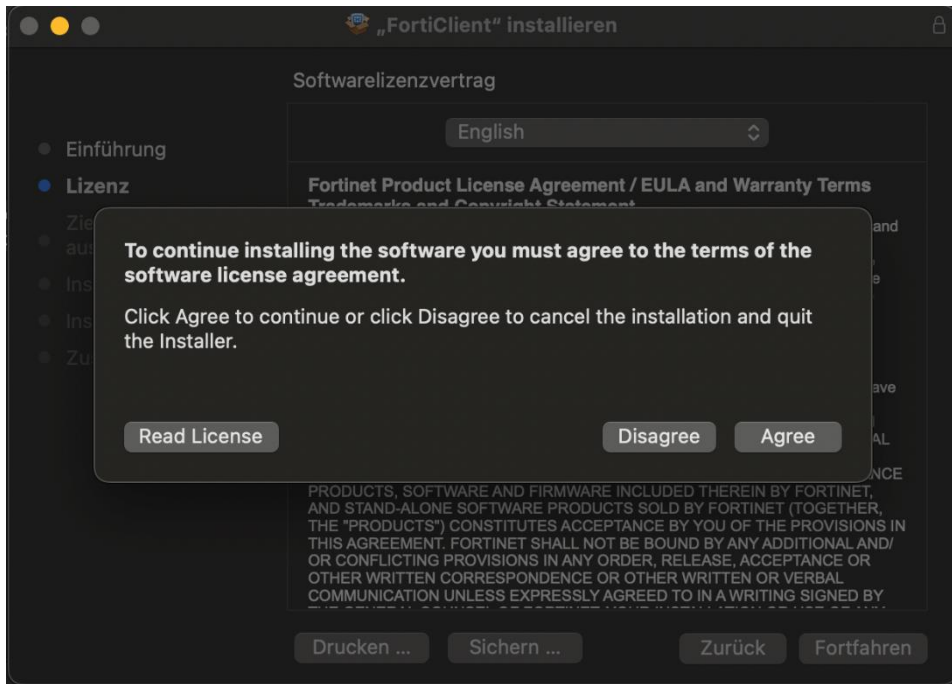 „FortiClient“ installieren
Softwarelizenzvertrag
English
Einführung
Lizenz
Fortinet Product License Agreement / EULA and Warranty Terms
Trademarks and Copyright Statement
and
To continue installing the software you must agree to the terms of the
software license agreement.
Click Agree to continue or click Disagree to cancel the installation and quit
the Installer.
Read License
Disagree
Agree
PRODUCTS, SOFTWARE AND FIRMWARE INCLUDED THEREIN BY FORTINET,
AND STAND-ALONE SOFTWARE PRODUCTS SOLD BY FORTINET (TOGETHER,
THE "PRODUCTS") CONSTITUTES ACCEPTANCE BY YOU OF THE PROVISIONS IN
THIS AGREEMENT. FORTINET SHALL NOT BE BOUND BY ANY ADDITIONAL AND/
OR CONFLICTING PROVISIONS IN ANY ORDER, RELEASE, ACCEPTANCE OR
OTHER WRITTEN CORRESPONDENCE OR OTHER WRITTEN OR VERBAL
COMMUNICATION UNLESS EXPRESSLY AGREED TO IN A WRITING SIGNED BY
Drucken ...
Sichern ...
Zurück
Fortfahren